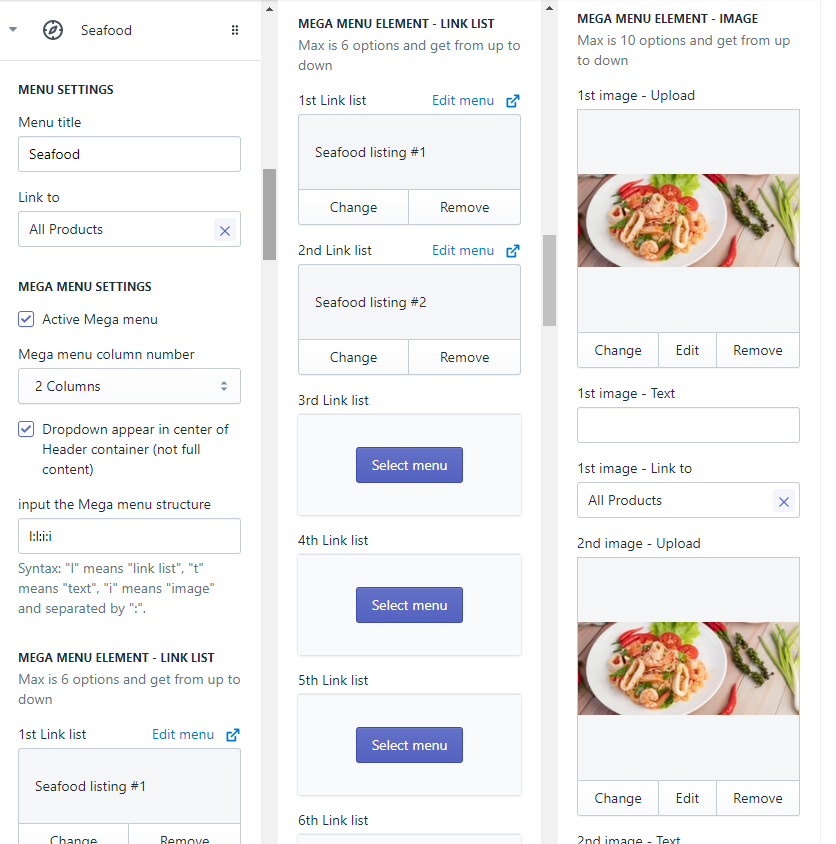 Seafood
MENU SETTINGS
Menu title
Seafood
Link to
All Products
MEGA MENU SETTINGS
Active Mega menu
Mega menu column number
2 Columns
Dropdown appear in center of
Header container (not full
content)
input the Mega menu structure
l:l:i:i
Syntax: "l" means "link list", "t"
means "text", "i" means "image"
and separated by ":".
MEGA MENU ELEMENT - LINK LIST
Max is 6 options and get from up to
down
1st Link list Edit menu
Seafood listing #1
Change Remove
MEGA MENU ELEMENT - LINK LIST
Max is 6 options and get from up to
down
1st Link list Edit menu
Seafood listing #1
Change Remove
2nd Link list Edit menu
Seafood listing #2
Change Remove
3rd Link list
Select menu
4th Link list
Select menu
5th Link list
Select menu
6th Link list
MEGA MENU ELEMENT - IMAGE
Max is 10 options and get from up
to down
1st image - Upload
Change Edit Remove
1st image - Text
1st image - Link to
All Products
2nd image - Upload
Change Edit Remove
2nd image - Text